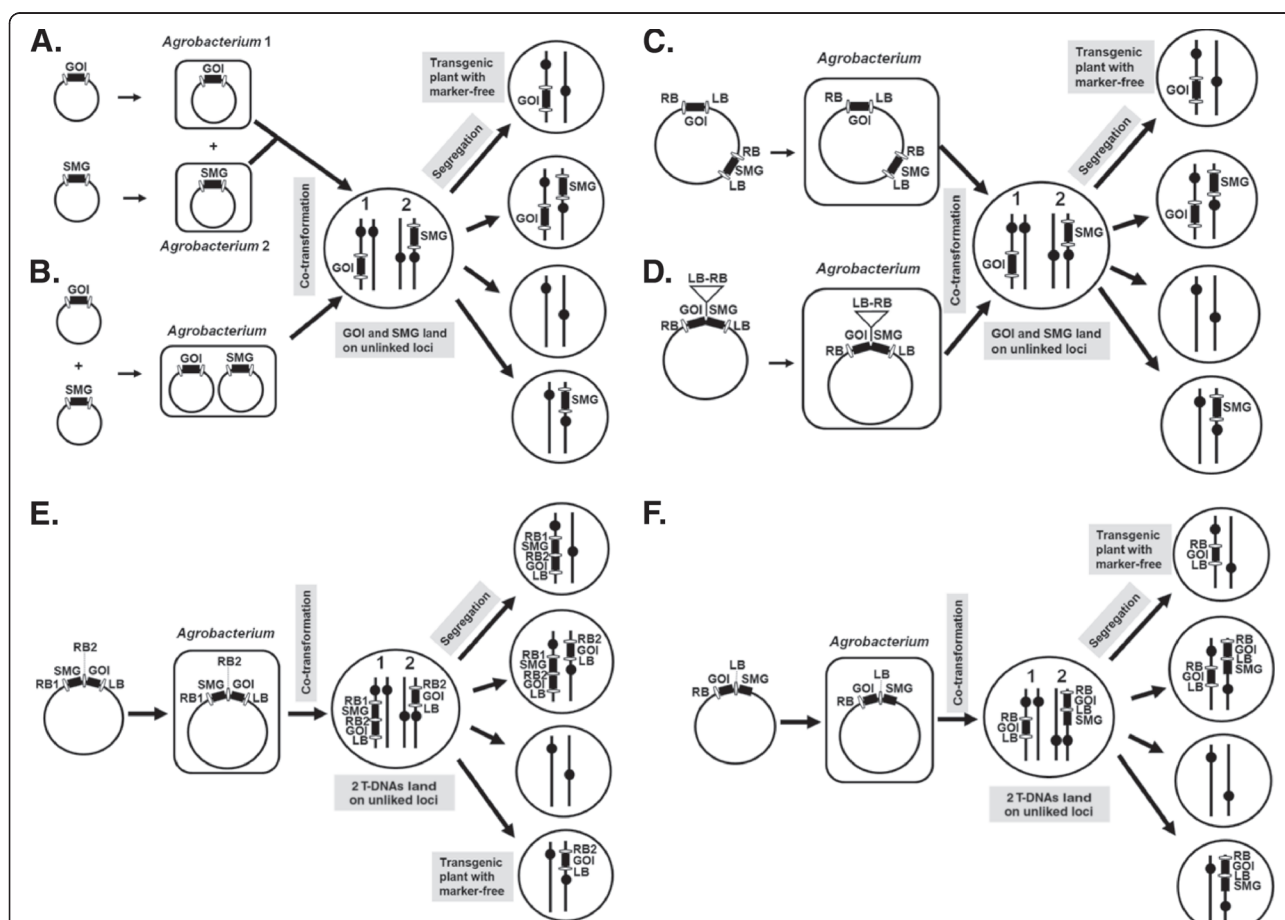 A.
GOI
Agrobacterium 1
GOI
+
SMG
SMG
Agrobacterium 2
Co-transformation
1 2
GOI
SMG
GOI and SMG land
on unlinked loci
Segregation
Transgenic
plant with
marker-free
GOI
SMG
GOI
SMG
B.
GOI
+
SMG
Agrobacterium
GOI SMG
C.
RB LB
GOI
RB
SMG
LB
Agrobacterium
RB LB
GOI
RB
SMG
LB
Co-transformation
1 2
GOI
SMG
GOI and SMG land
on unlinked loci
Segregation
Transgenic
plant with
marker-free
GOI
SMG
GOI
SMG
D.
LB-RB
GOI SMG
RB LB
Agrobacterium
LB-RB
GOI SMG
RB LB
E.
RB2
SMG GOI
RB1 LB
Agrobacterium
RB2
SMG GOI
RB1 LB
Co-transformation
1 2
RB1
SMG
RB2
GOI
LB
RB2
GOI
LB
2 T-DNAs land
on unliked loci
Segregation
RB1
SMG
RB2
GOI
LB
RB1
SMG
RB2
GOI
LB
RB2
GOI
LB
Transgenic
plant with
marker-free
RB2
GOI
LB
F.
LB
GOI SMG
RB
Agrobacterium
LB
GOI SMG
RB
Co-transformation
1 2
RB
GOI
LB
RB
GOI
LB
SMG
2 T-DNAs land
on unliked loci
Segregation
Transgenic
plant with
marker-free
RB
GOI
LB
RB
GOI
LB
RB
GOI
LB
SMG
RB
GOI
LB
SMG